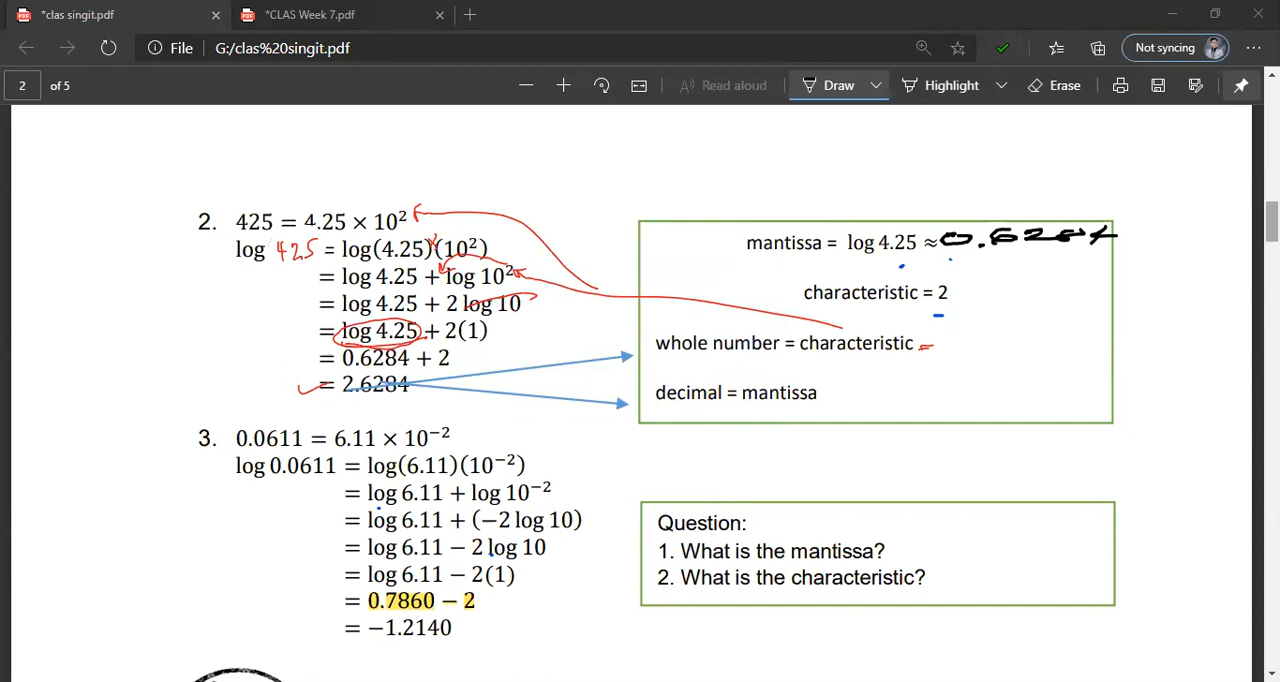 *clas singit.pdf
*CLAS Week 7.pdf
File G:/clas%20singit.pdf Not syncing
2 of 5 Read aloud Draw Highlight Erase
2. 425 = 4.25 × 10²
log 425 = log(4.25)(10²)
= log 4.25 + log 10²
= log 4.25 + 2 log 10
= log 4.25 + 2(1)
= 0.6284 + 2
= 2.6284
mantissa = log 4.25 ≈ 0.6284
characteristic = 2
whole number = characteristic
decimal = mantissa
3. 0.0611 = 6.11 × 10⁻²
log 0.0611 = log(6.11)(10⁻²)
= log 6.11 + log 10⁻²
= log 6.11 + (−2 log 10)
= log 6.11 − 2 log 10
= log 6.11 − 2(1)
= 0.7860 − 2
= −1.2140
Question:
1. What is the mantissa?
2. What is the characteristic?